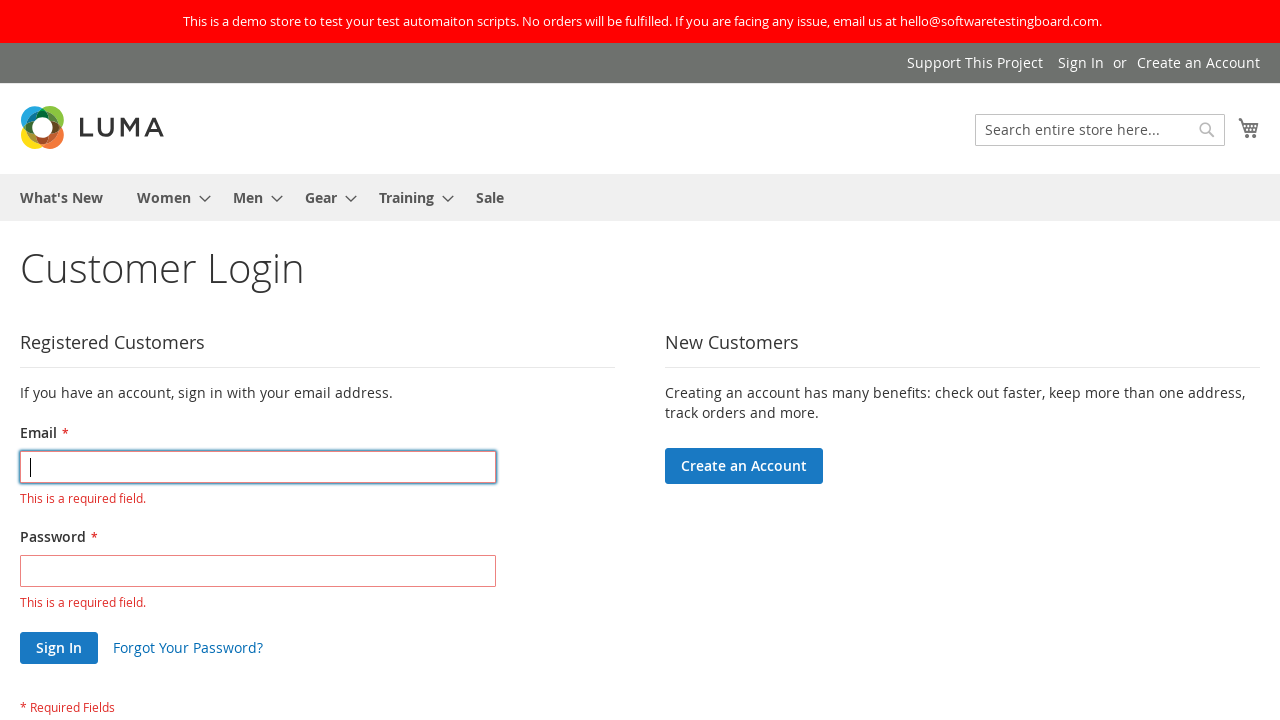 This is a demo store to test your test automaiton scripts. No orders will be fulfilled. If you are facing any issue, email us at hello@softwaretestingboard.com.
Support This Project Sign In or Create an Account
LUMA
Search entire store here...
What's New Women Men Gear Training Sale
Customer Login
Registered Customers
If you have an account, sign in with your email address.
Email *
This is a required field.
Password *
This is a required field.
Sign In Forgot Your Password?
* Required Fields
New Customers
Creating an account has many benefits: check out faster, keep more than one address,
track orders and more.
Create an Account